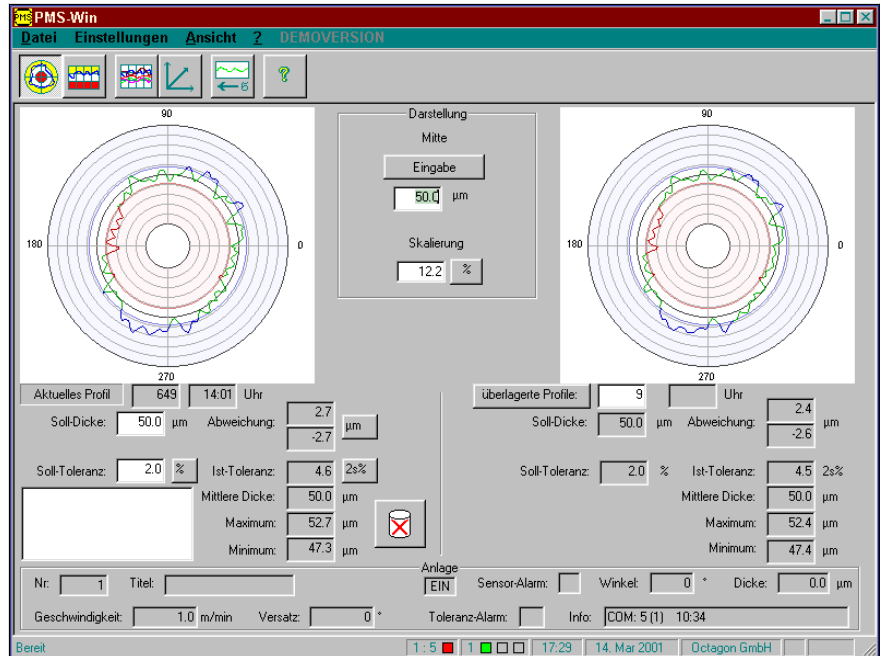 PMS PMS-Win
Datei Einstellungen Ansicht ? DEMOVERSION
б ?
90
180
0
270
Darstellung
Mitte
Eingabe
50.0 µm
Skalierung
12.2 %
90
180
0
270
Aktuelles Profil 649 14:01 Uhr
Soll-Dicke: 50.0 µm Abweichung: 2.7 µm
-2.7
Soll-Toleranz: 2.0 % Ist-Toleranz: 4.6 2s%
Mittlere Dicke: 50.0 µm
Maximum: 52.7 µm
Minimum: 47.3 µm
überlagerte Profile: 9 Uhr
Soll-Dicke: 50.0 µm Abweichung: 2.4 µm
-2.6
Soll-Toleranz: 2.0 % Ist-Toleranz: 4.5 2s%
Mittlere Dicke: 50.0 µm
Maximum: 52.4 µm
Minimum: 47.4 µm
Anlage
Nr: 1 Titel: EIN Sensor-Alarm: Winkel: 0 ° Dicke: 0.0 µm
Geschwindigkeit: 1.0 m/min Versatz: 0 ° Toleranz-Alarm: Info: COM: 5 (1) 10:34
Bereit 1 : 5 1 17:29 14. Mar 2001 Octagon GmbH